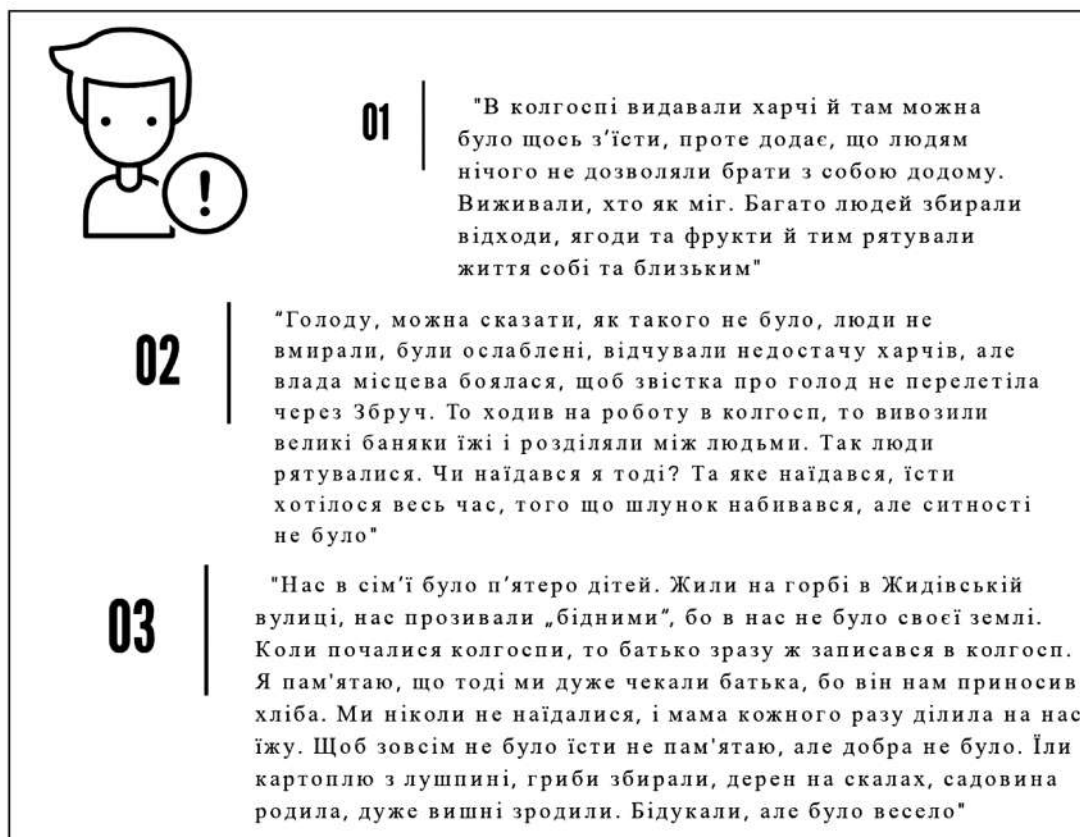 !
01
"В колгоспі видавали харчі й там можна
було щось з’їсти, проте додає, що людям
нічого не дозволяли брати з собою додому.
Виживали, хто як міг. Багато людей збирали
відходи, ягоди та фрукти й тим рятували
життя собі та близьким"
02
“Голоду, можна сказати, як такого не було, люди не
вмирали, були ослаблені, відчували недостачу харчів, але
влада місцева боялася, щоб звістка про голод не перелетіла
через Збруч. То ходив на роботу в колгосп, то вивозили
великі баняки їжі і розділяли між людьми. Так люди
рятувалися. Чи наїдався я тоді? Та яке наїдався, їсти
хотілося весь час, того що шлунок набивався, але ситності
не було"
03
"Нас в сім’ї було п’ятеро дітей. Жили на горбі в Жидівській
вулиці, нас прозивали „бідними“, бо в нас не було своєї землі.
Коли почалися колгоспи, то батько зразу ж записався в колгосп.
Я пам'ятаю, що тоді ми дуже чекали батька, бо він нам приносив
хліба. Ми ніколи не наїдалися, і мама кожного разу ділила на нас
їжу. Щоб зовсім не було їсти не пам'ятаю, але добра не було. Їли
картоплю з лушпині, гриби збирали, дерен на скалах, садовина
родила, дуже вишні зродили. Бідукали, але було весело"